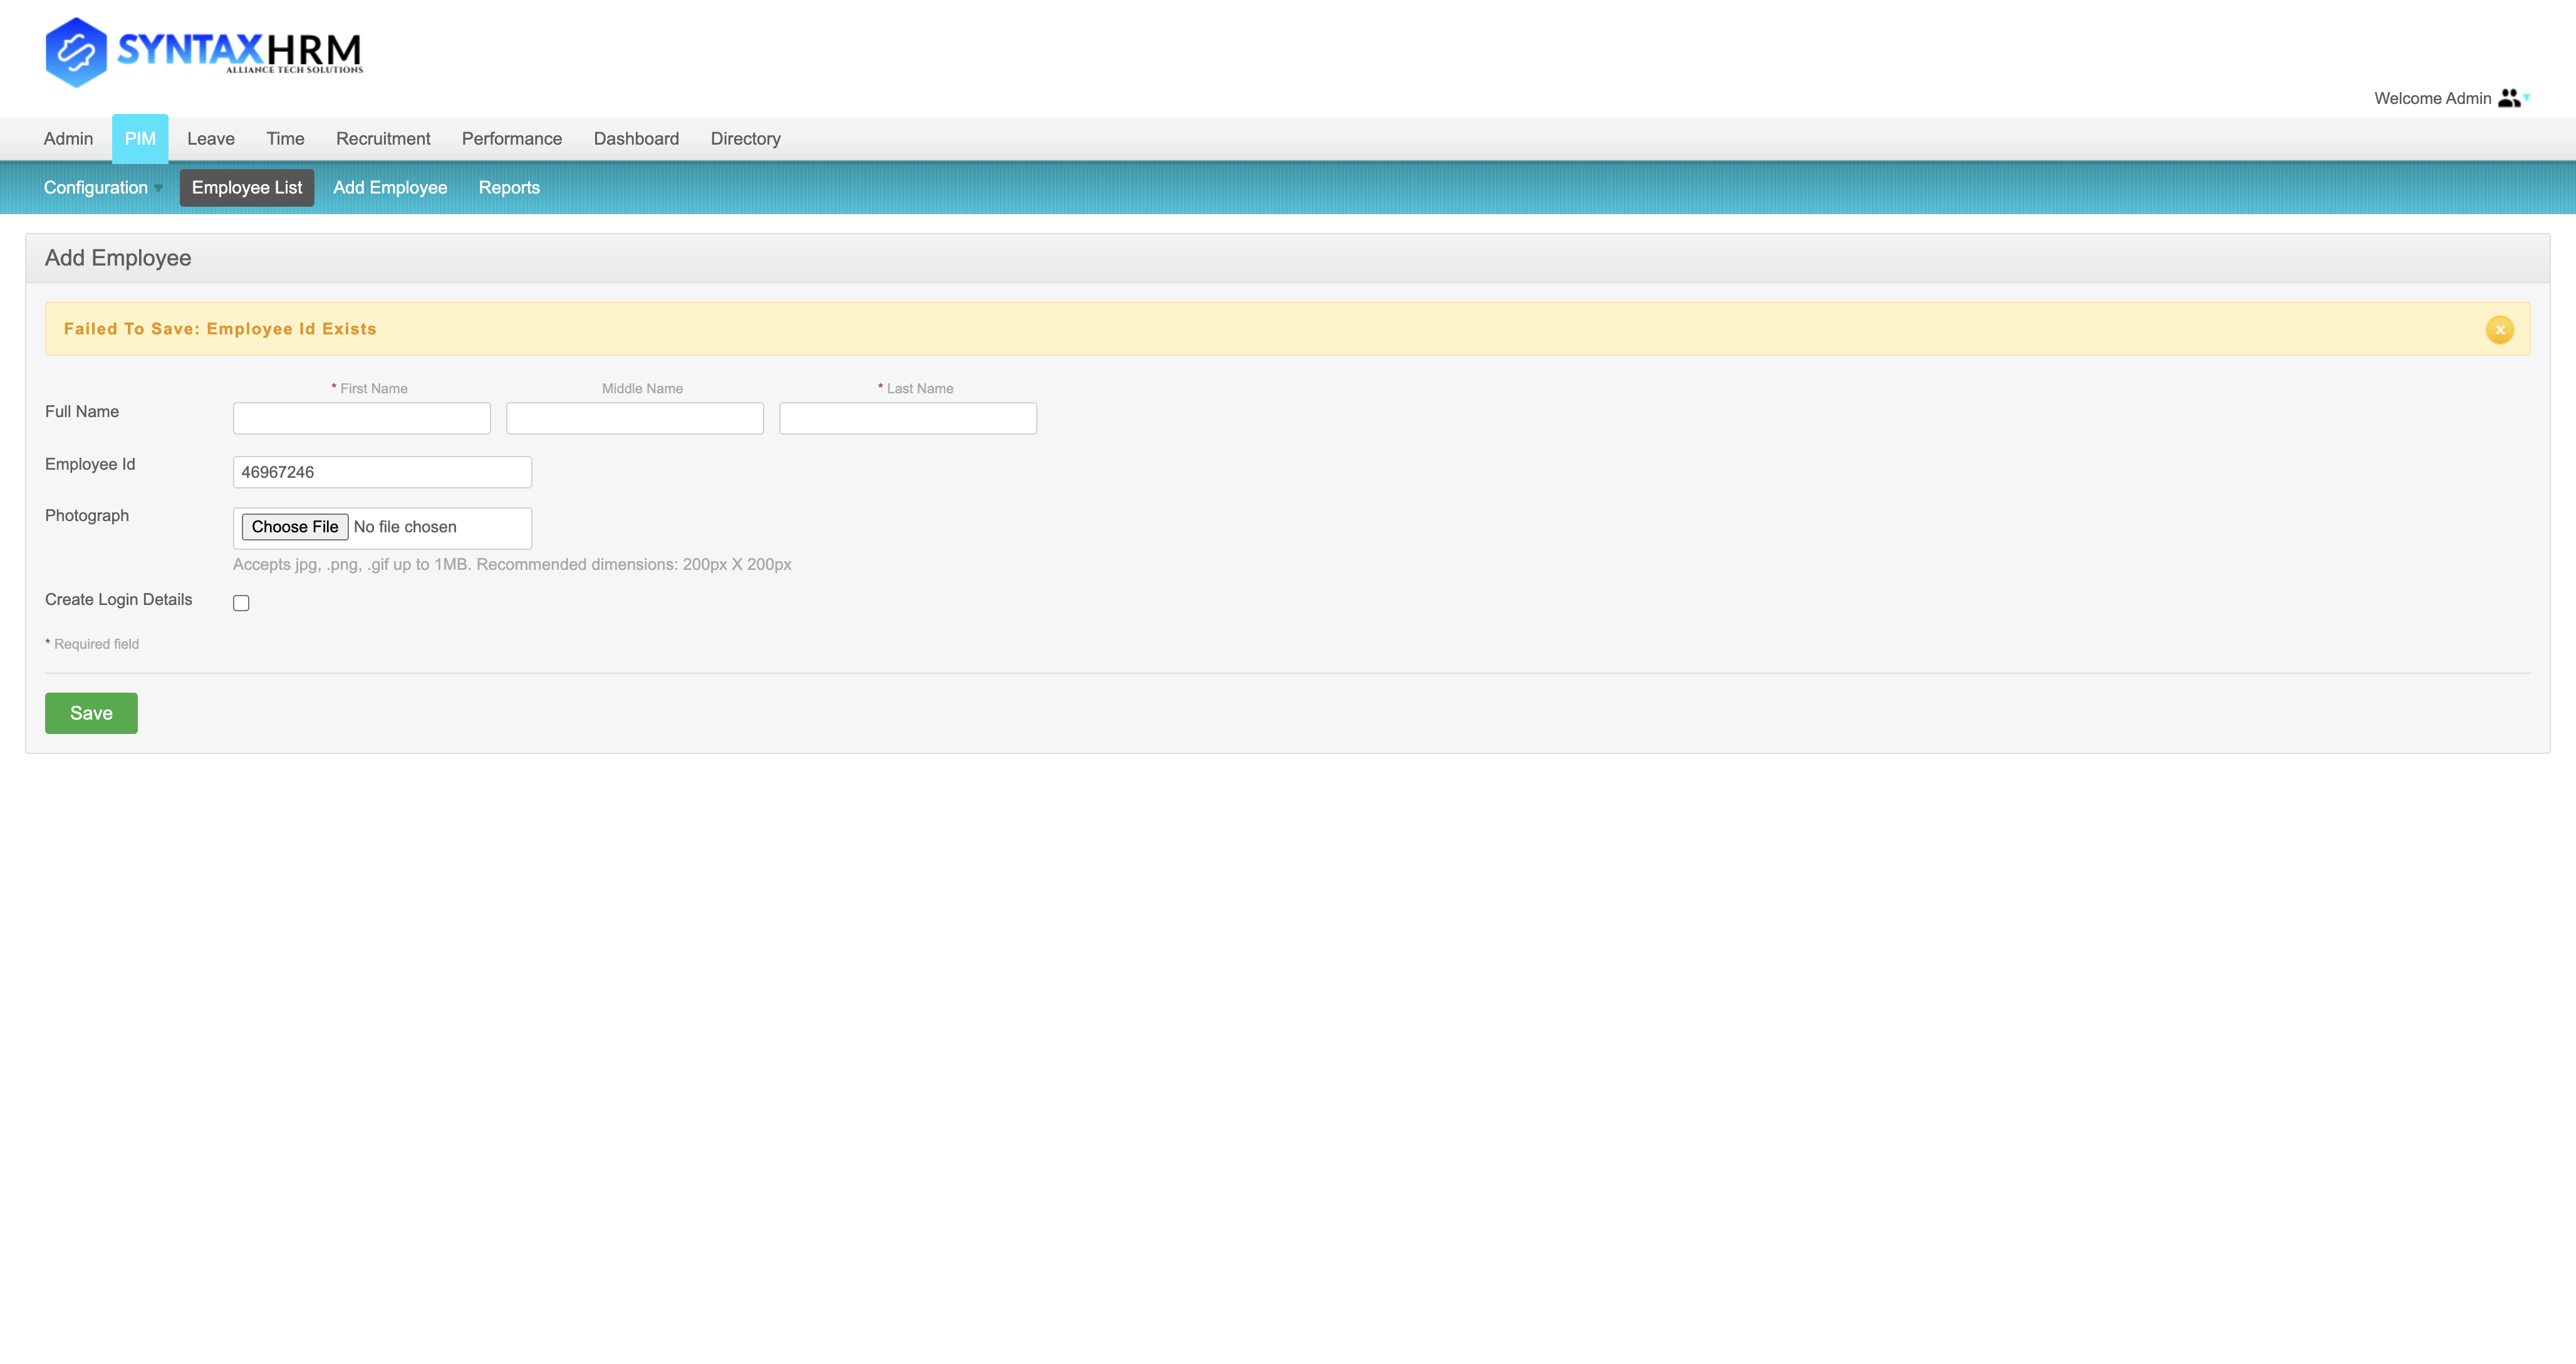 SYNTAXHRM
ALLIANCE TECH SOLUTIONS
Welcome Admin
Admin PIM Leave Time Recruitment Performance Dashboard Directory
Configuration Employee List Add Employee Reports
Add Employee
Failed To Save: Employee Id Exists
* First Name Middle Name * Last Name
Full Name
Employee Id 46967246
Photograph Choose File No file chosen
Accepts jpg, .png, .gif up to 1MB. Recommended dimensions: 200px X 200px
Create Login Details
* Required field
Save